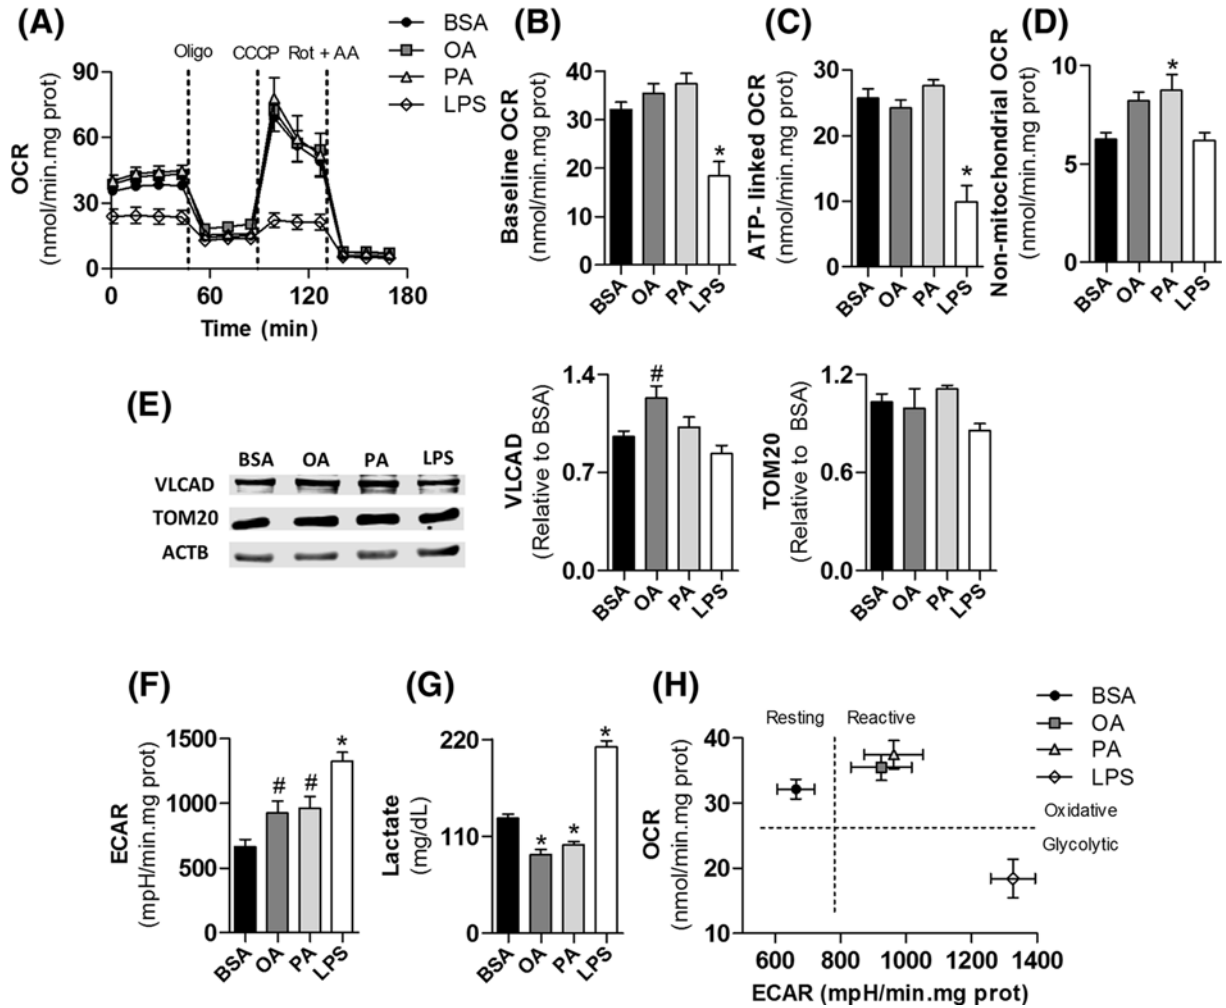 (A)
BSA
OA
PA
LPS
Oligo
CCCP
Rot + AA
OCR
(nmol/min.mg prot)
90
60
30
0
0
60
120
180
Time (min)
(B)
Baseline OCR
(nmol/min.mg prot)
40
30
20
10
0
*
BSA
OA
PA
LPS
(C)
ATP- linked OCR
(nmol/min.mg prot)
30
20
10
0
*
BSA
OA
PA
LPS
(D)
Non-mitochondrial OCR
(nmol/min.mg prot)
10
5
0
*
BSA
OA
PA
LPS
(E)
BSA OA PA LPS
VLCAD
TOM20
ACTB
VLCAD
(Relative to BSA)
1.4
0.7
0.0
#
BSA
OA
PA
LPS
TOM20
(Relative to BSA)
1.2
0.6
0.0
BSA
OA
PA
LPS
(F)
ECAR
(mpH/min.mg prot)
1500
1000
500
0
# # *
BSA
OA
PA
LPS
(G)
Lactate
(mg/dL)
220
110
0
* * *
BSA
OA
PA
LPS
(H)
BSA
OA
PA
LPS
Resting
Reactive
Oxidative
Glycolytic
OCR
(nmol/min.mg prot)
40
30
20
10
600
800
1000
1200
1400
ECAR (mpH/min.mg prot)